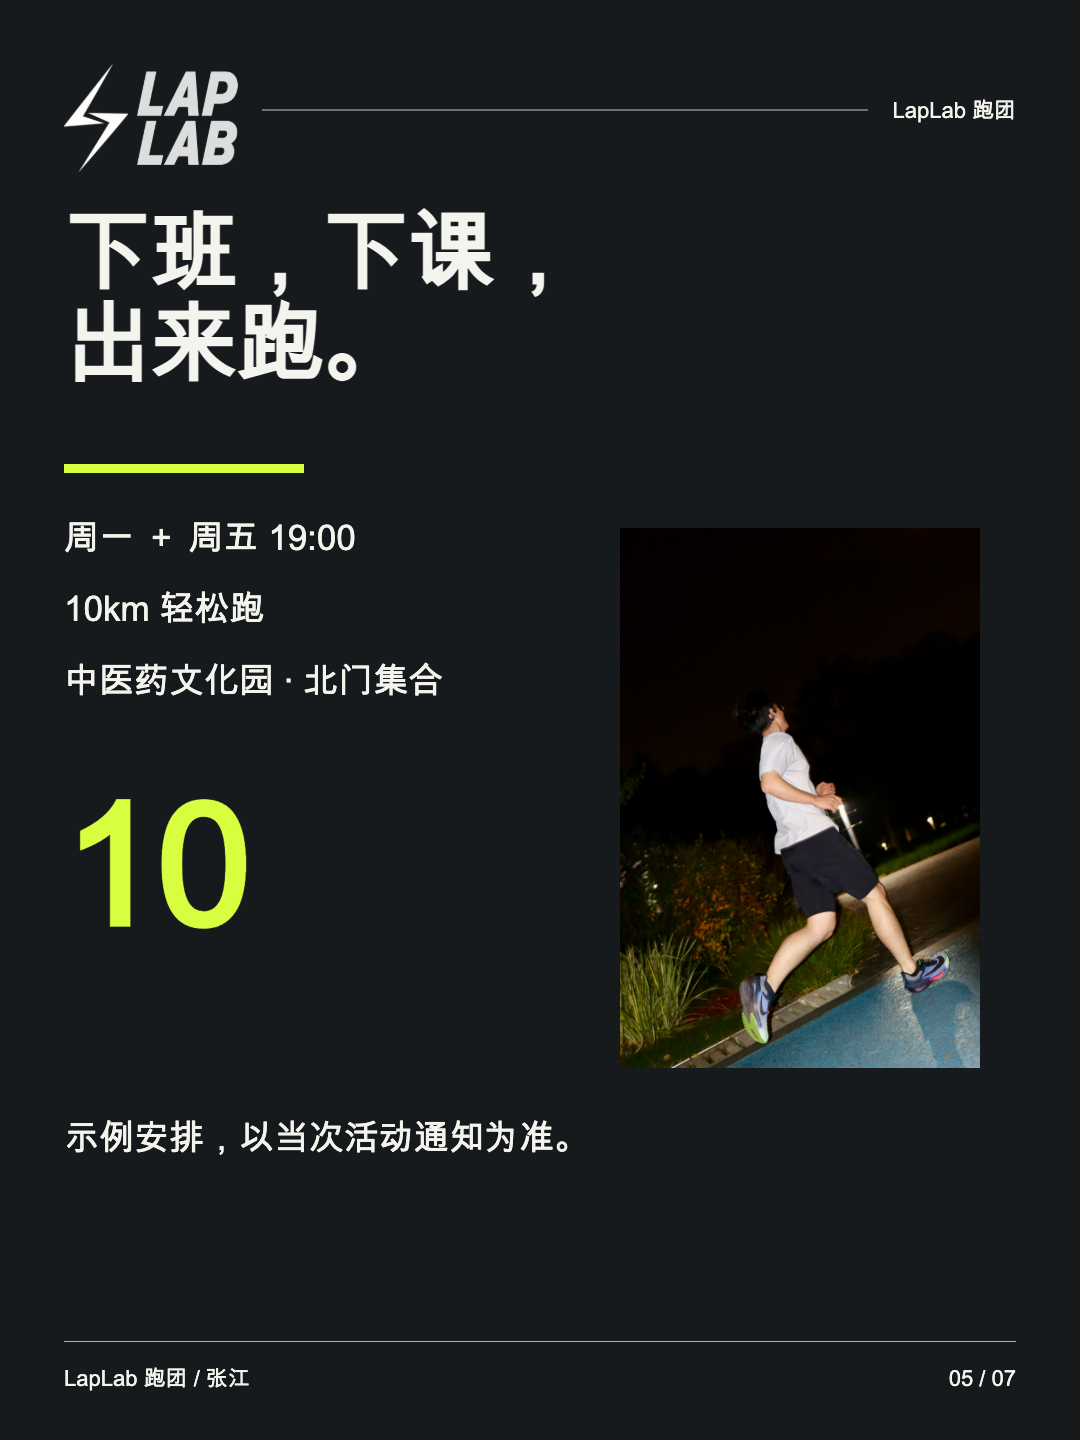 LAP
LAB
LapLab 跑团
下班，下课，
出来跑。
周一 + 周五 19:00
10km 轻松跑
中医药文化园 · 北门集合
10
示例安排，以当次活动通知为准。
LapLab 跑团 / 张江
05 / 07